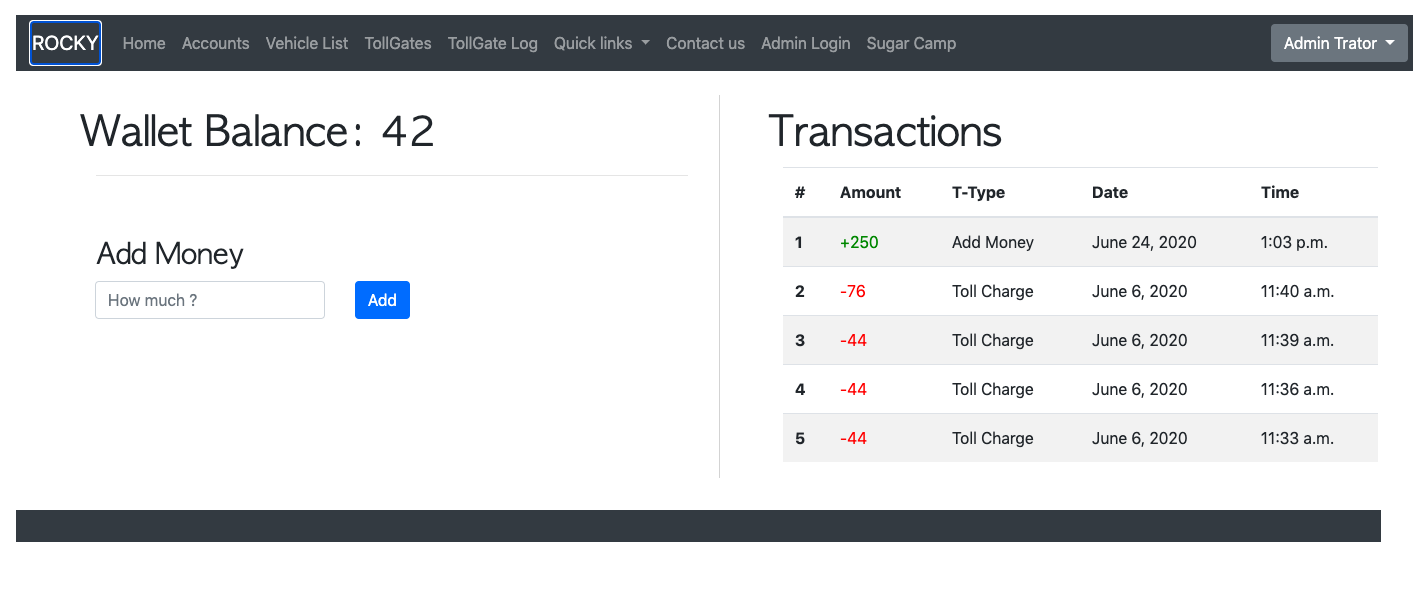 ROCKY Home Accounts Vehicle List TollGates TollGate Log Quick links Contact us Admin Login Sugar Camp Admin Trator
Wallet Balance: 42
Add Money
How much ? Add
Transactions
# Amount T-Type Date Time
1 +250 Add Money June 24, 2020 1:03 p.m.
2 -76 Toll Charge June 6, 2020 11:40 a.m.
3 -44 Toll Charge June 6, 2020 11:39 a.m.
4 -44 Toll Charge June 6, 2020 11:36 a.m.
5 -44 Toll Charge June 6, 2020 11:33 a.m.